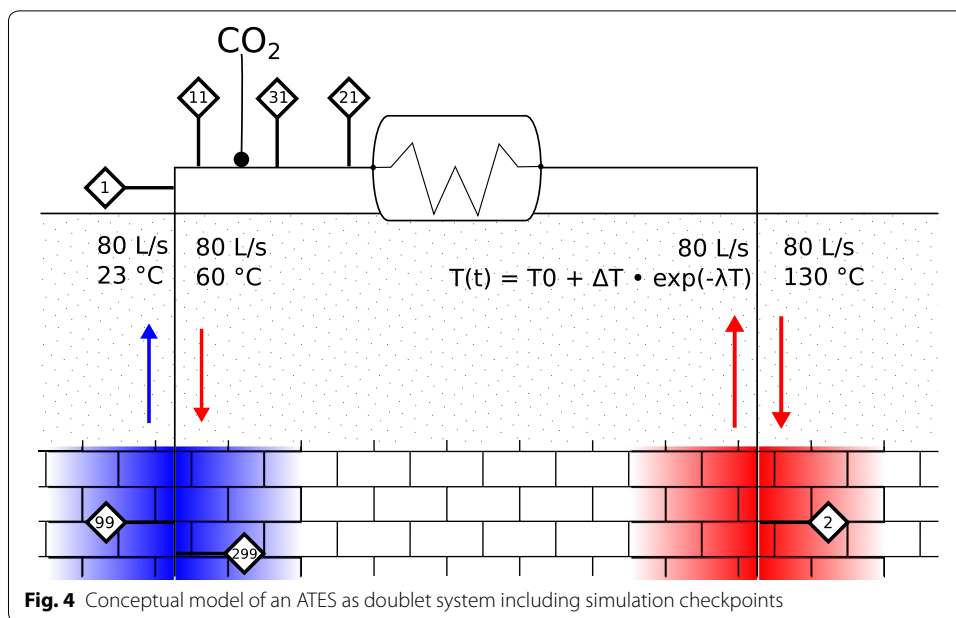 CO2
11
31
21
1
80 L/s
23 °C
80 L/s
60 °C
80 L/s
T(t) = T0 + ΔT • exp(-λT)
80 L/s
130 °C
99
299
2
Fig. 4 Conceptual model of an ATES as doublet system including simulation checkpoints